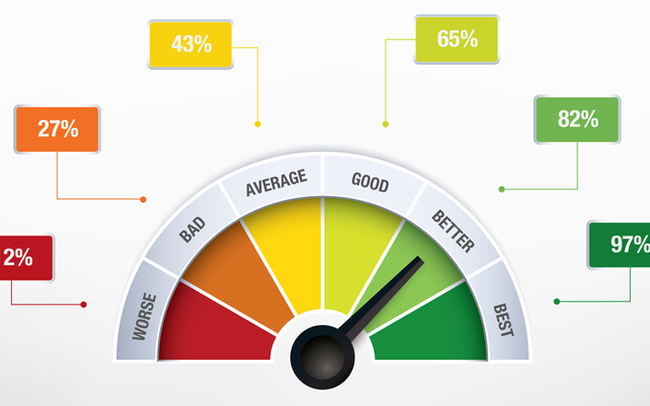 43%
65%
27%
82%
2%
97%
WORSE
BAD
AVERAGE
GOOD
BETTER
BEST